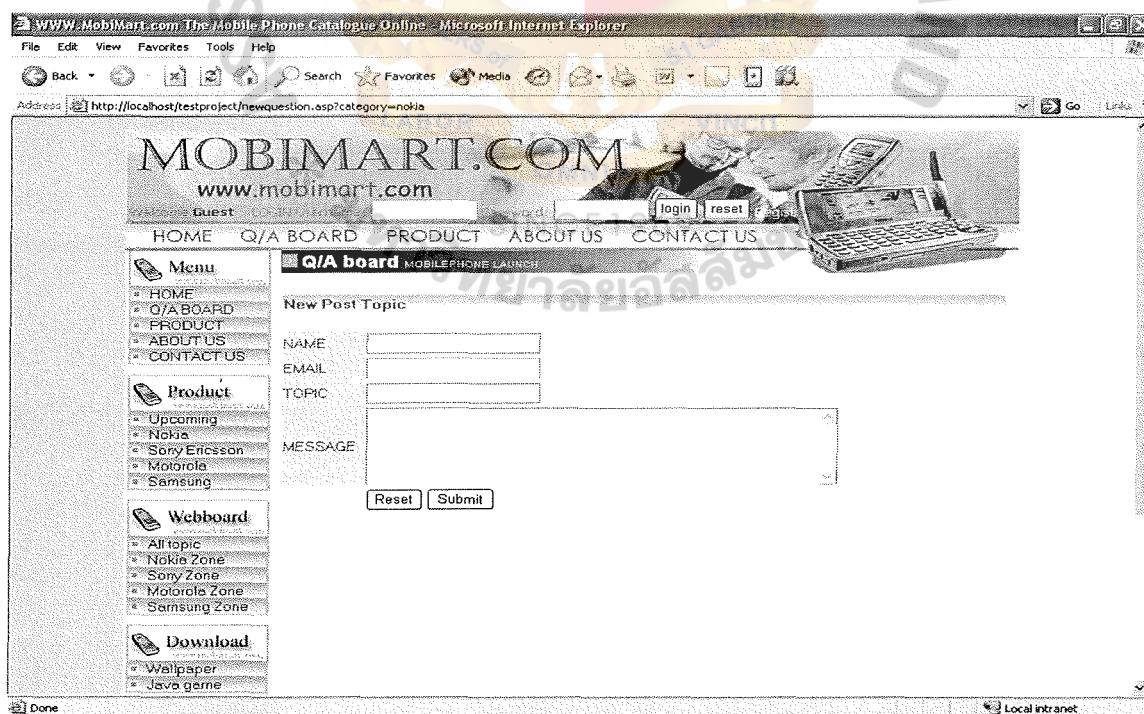 WWW.MobiMart.com The Mobile Phone Catalogue Online - Microsoft Internet Explorer
File Edit View Favorites Tools Help
Back Search Favorites Media
Address http://localhost/testproject/newquestion.asp?category=nokia Go Links
LABOR VINCIT
MOBIMART.COM
www.mobimart.com
Guest login reset
HOME Q/A BOARD PRODUCT ABOUT US CONTACT US
Menu
HOME
Q/A BOARD
PRODUCT
ABOUT US
CONTACT US
Product
Upcoming
Nokia
Sony Ericsson
Motorola
Samsung
Webboard
All topic
Nokia Zone
Sony Zone
Motorola Zone
Samsung Zone
Download
Wallpaper
Java game
Q/A board MOBILEPHONE LAUNCH
New Post Topic
NAME
EMAIL
TOPIC
MESSAGE
Reset Submit
Done Local intranet